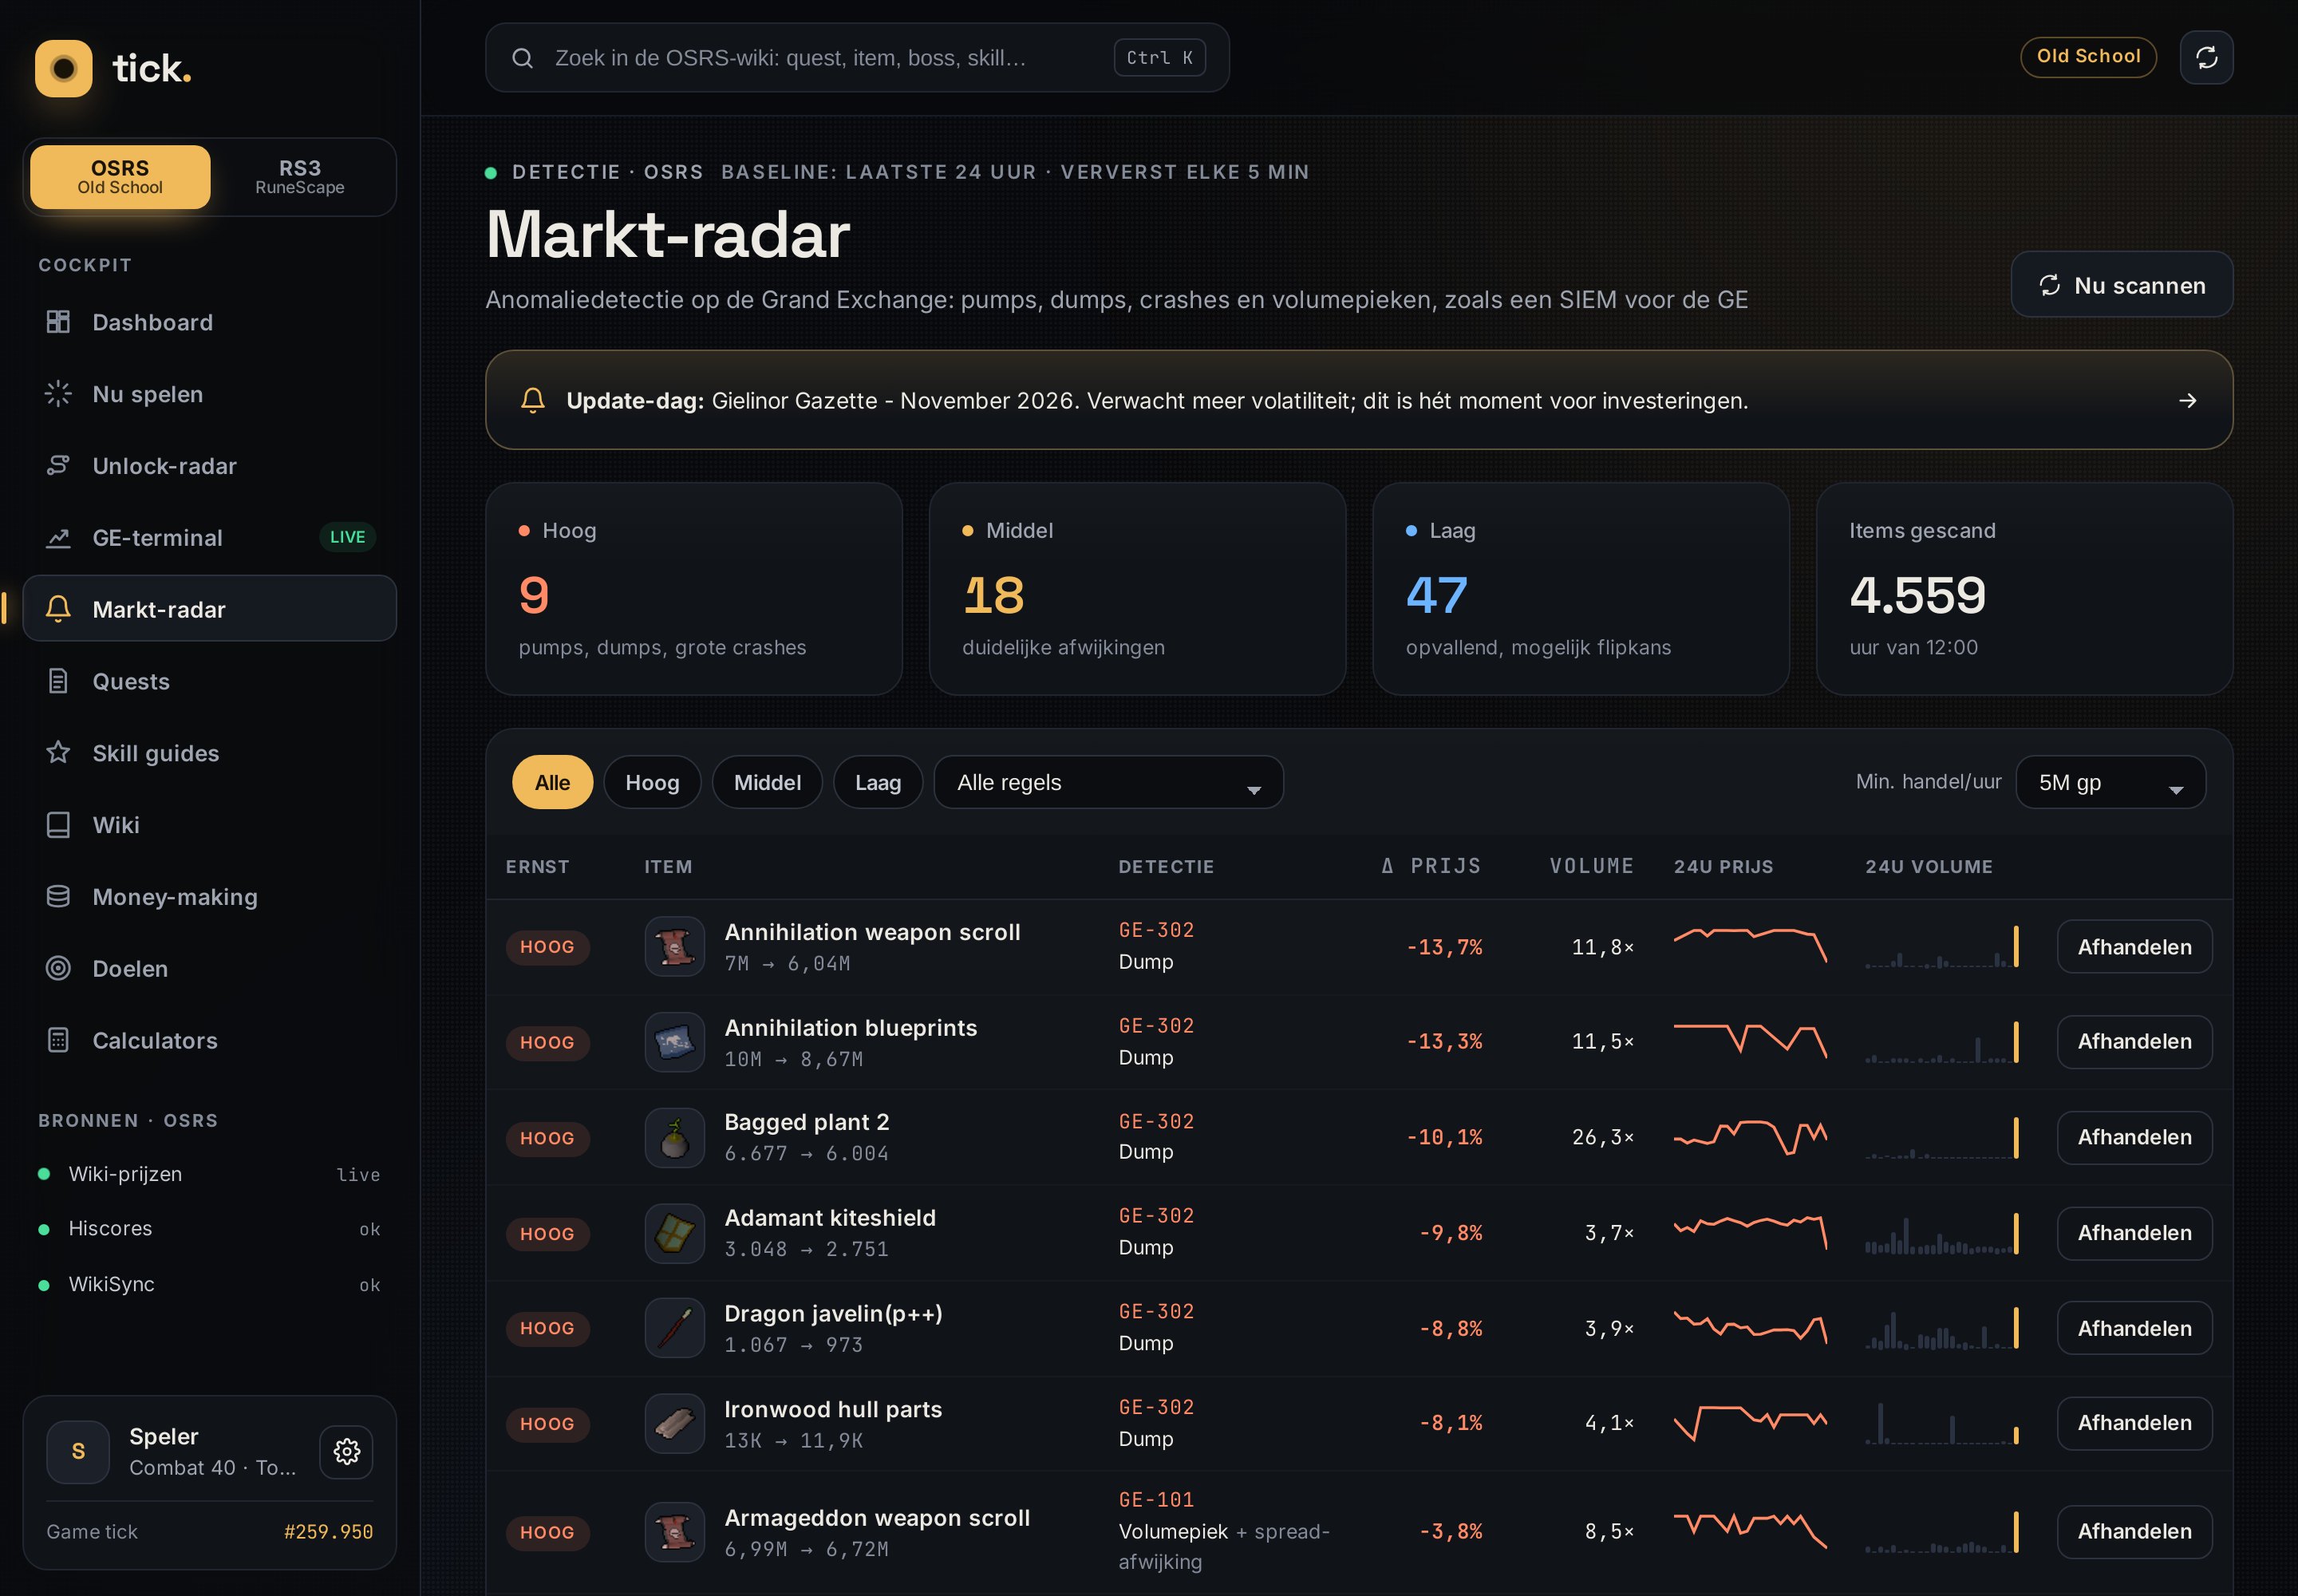 tick.
OSRS
Old School
RS3
RuneScape
COCKPIT
Dashboard
Nu spelen
Unlock-radar
GE-terminal LIVE
Markt-radar
Quests
Skill guides
Wiki
Money-making
Doelen
Calculators
BRONNEN · OSRS
Wiki-prijzen live
Hiscores ok
WikiSync ok
S
Speler
Combat 40 · To...
Game tick #259.950
Zoek in de OSRS-wiki: quest, item, boss, skill... Ctrl K
Old School
DETECTIE · OSRS BASELINE: LAATSTE 24 UUR · VERVERST ELKE 5 MIN
Markt-radar
Anomaliedetectie op de Grand Exchange: pumps, dumps, crashes en volumepieken, zoals een SIEM voor de GE
Nu scannen
Update-dag: Gielinor Gazette - November 2026. Verwacht meer volatiliteit; dit is hét moment voor investeringen. →
Hoog
9
pumps, dumps, grote crashes
Middel
18
duidelijke afwijkingen
Laag
47
opvallend, mogelijk flipkans
Items gescand
4.559
uur van 12:00
Alle Hoog Middel Laag Alle regels Min. handel/uur 5M gp
ERNST ITEM DETECTIE Δ PRIJS VOLUME 24U PRIJS 24U VOLUME
HOOG Annihilation weapon scroll GE-302 -13,7% 11,8× Afhandelen
7M → 6,04M Dump
HOOG Annihilation blueprints GE-302 -13,3% 11,5× Afhandelen
10M → 8,67M Dump
HOOG Bagged plant 2 GE-302 -10,1% 26,3× Afhandelen
6.677 → 6.004 Dump
HOOG Adamant kiteshield GE-302 -9,8% 3,7× Afhandelen
3.048 → 2.751 Dump
HOOG Dragon javelin(p++) GE-302 -8,8% 3,9× Afhandelen
1.067 → 973 Dump
HOOG Ironwood hull parts GE-302 -8,1% 4,1× Afhandelen
13K → 11,9K Dump
HOOG Armageddon weapon scroll GE-101 -3,8% 8,5× Afhandelen
6,99M → 6,72M Volumepiek + spread-
afwijking